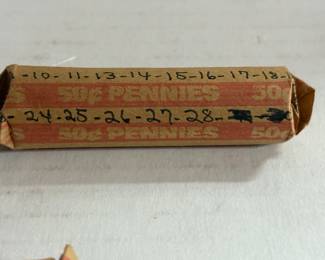 -10-11-13-14-15-16-17-18-
S 50¢ PENNIES 50¢
-24-25-26-27-28-
S 50¢ PENNIES 50¢